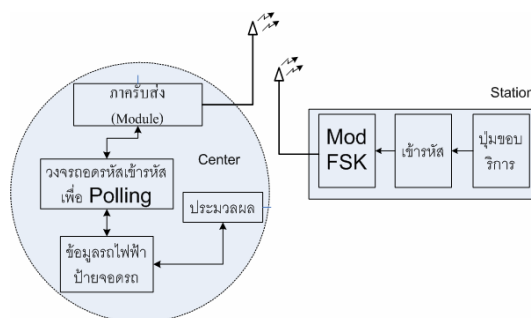 ภาครับส่ง
(Module)
วงจรถอดรหัสเข้ารหัส
เพื่อ Polling
Center
ประมวลผล
ข้อมูลรถไฟฟ้า
ป้ายจอดรถ
Station
Mod
FSK
เข้ารหัส
ปุ่มขอบ
ริการ